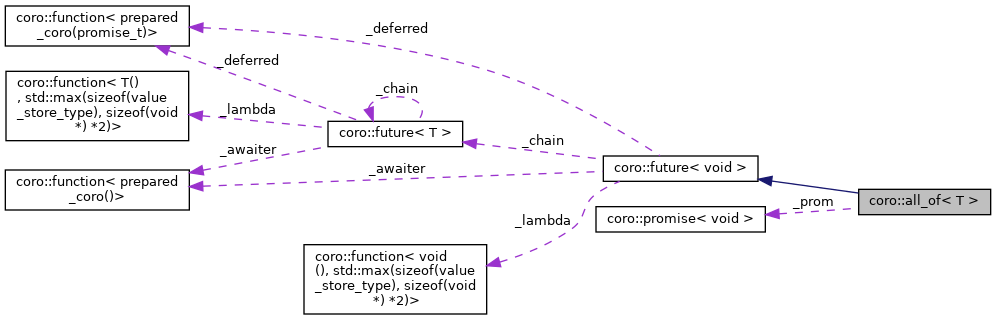 coro::function< prepared
_coro(promise_t)>
_deferred
_deferred
coro::function< T()
, std::max(sizeof(value
_store_type), sizeof(void
*) *2)>
_chain
_lambda
coro::future< T >
_chain
_awaiter
_awaiter
coro::function< prepared
_coro()>
coro::future< void >
coro::all_of< T >
_prom
coro::promise< void >
_lambda
coro::function< void
(), std::max(sizeof(value
_store_type), sizeof(void
*) *2)>